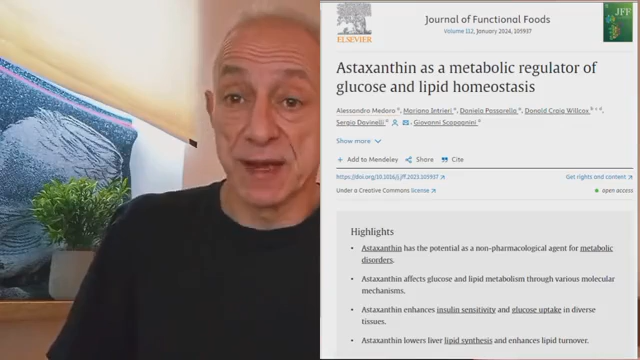 Journal of Functional Foods
Volume 112, January 2024, 105937
ELSEVIER
JFF
Astaxanthin as a metabolic regulator of
glucose and lipid homeostasis
Alessandro Medoro a, Mariano Intrieri a, Daniela Passarella a, Donald Craig Willcox b c d,
Sergio Davinelli a, Giovanni Scapagnini a
Show more
Add to Mendeley Share Cite
https://doi.org/10.1016/j.jff.2023.105937 Get rights and content
Under a Creative Commons license open access
Highlights
• Astaxanthin has the potential as a non-pharmacological agent for metabolic
disorders.
• Astaxanthin affects glucose and lipid metabolism through various molecular
mechanisms.
• Astaxanthin enhances insulin sensitivity and glucose uptake in diverse
tissues.
• Astaxanthin lowers liver lipid synthesis and enhances lipid turnover.